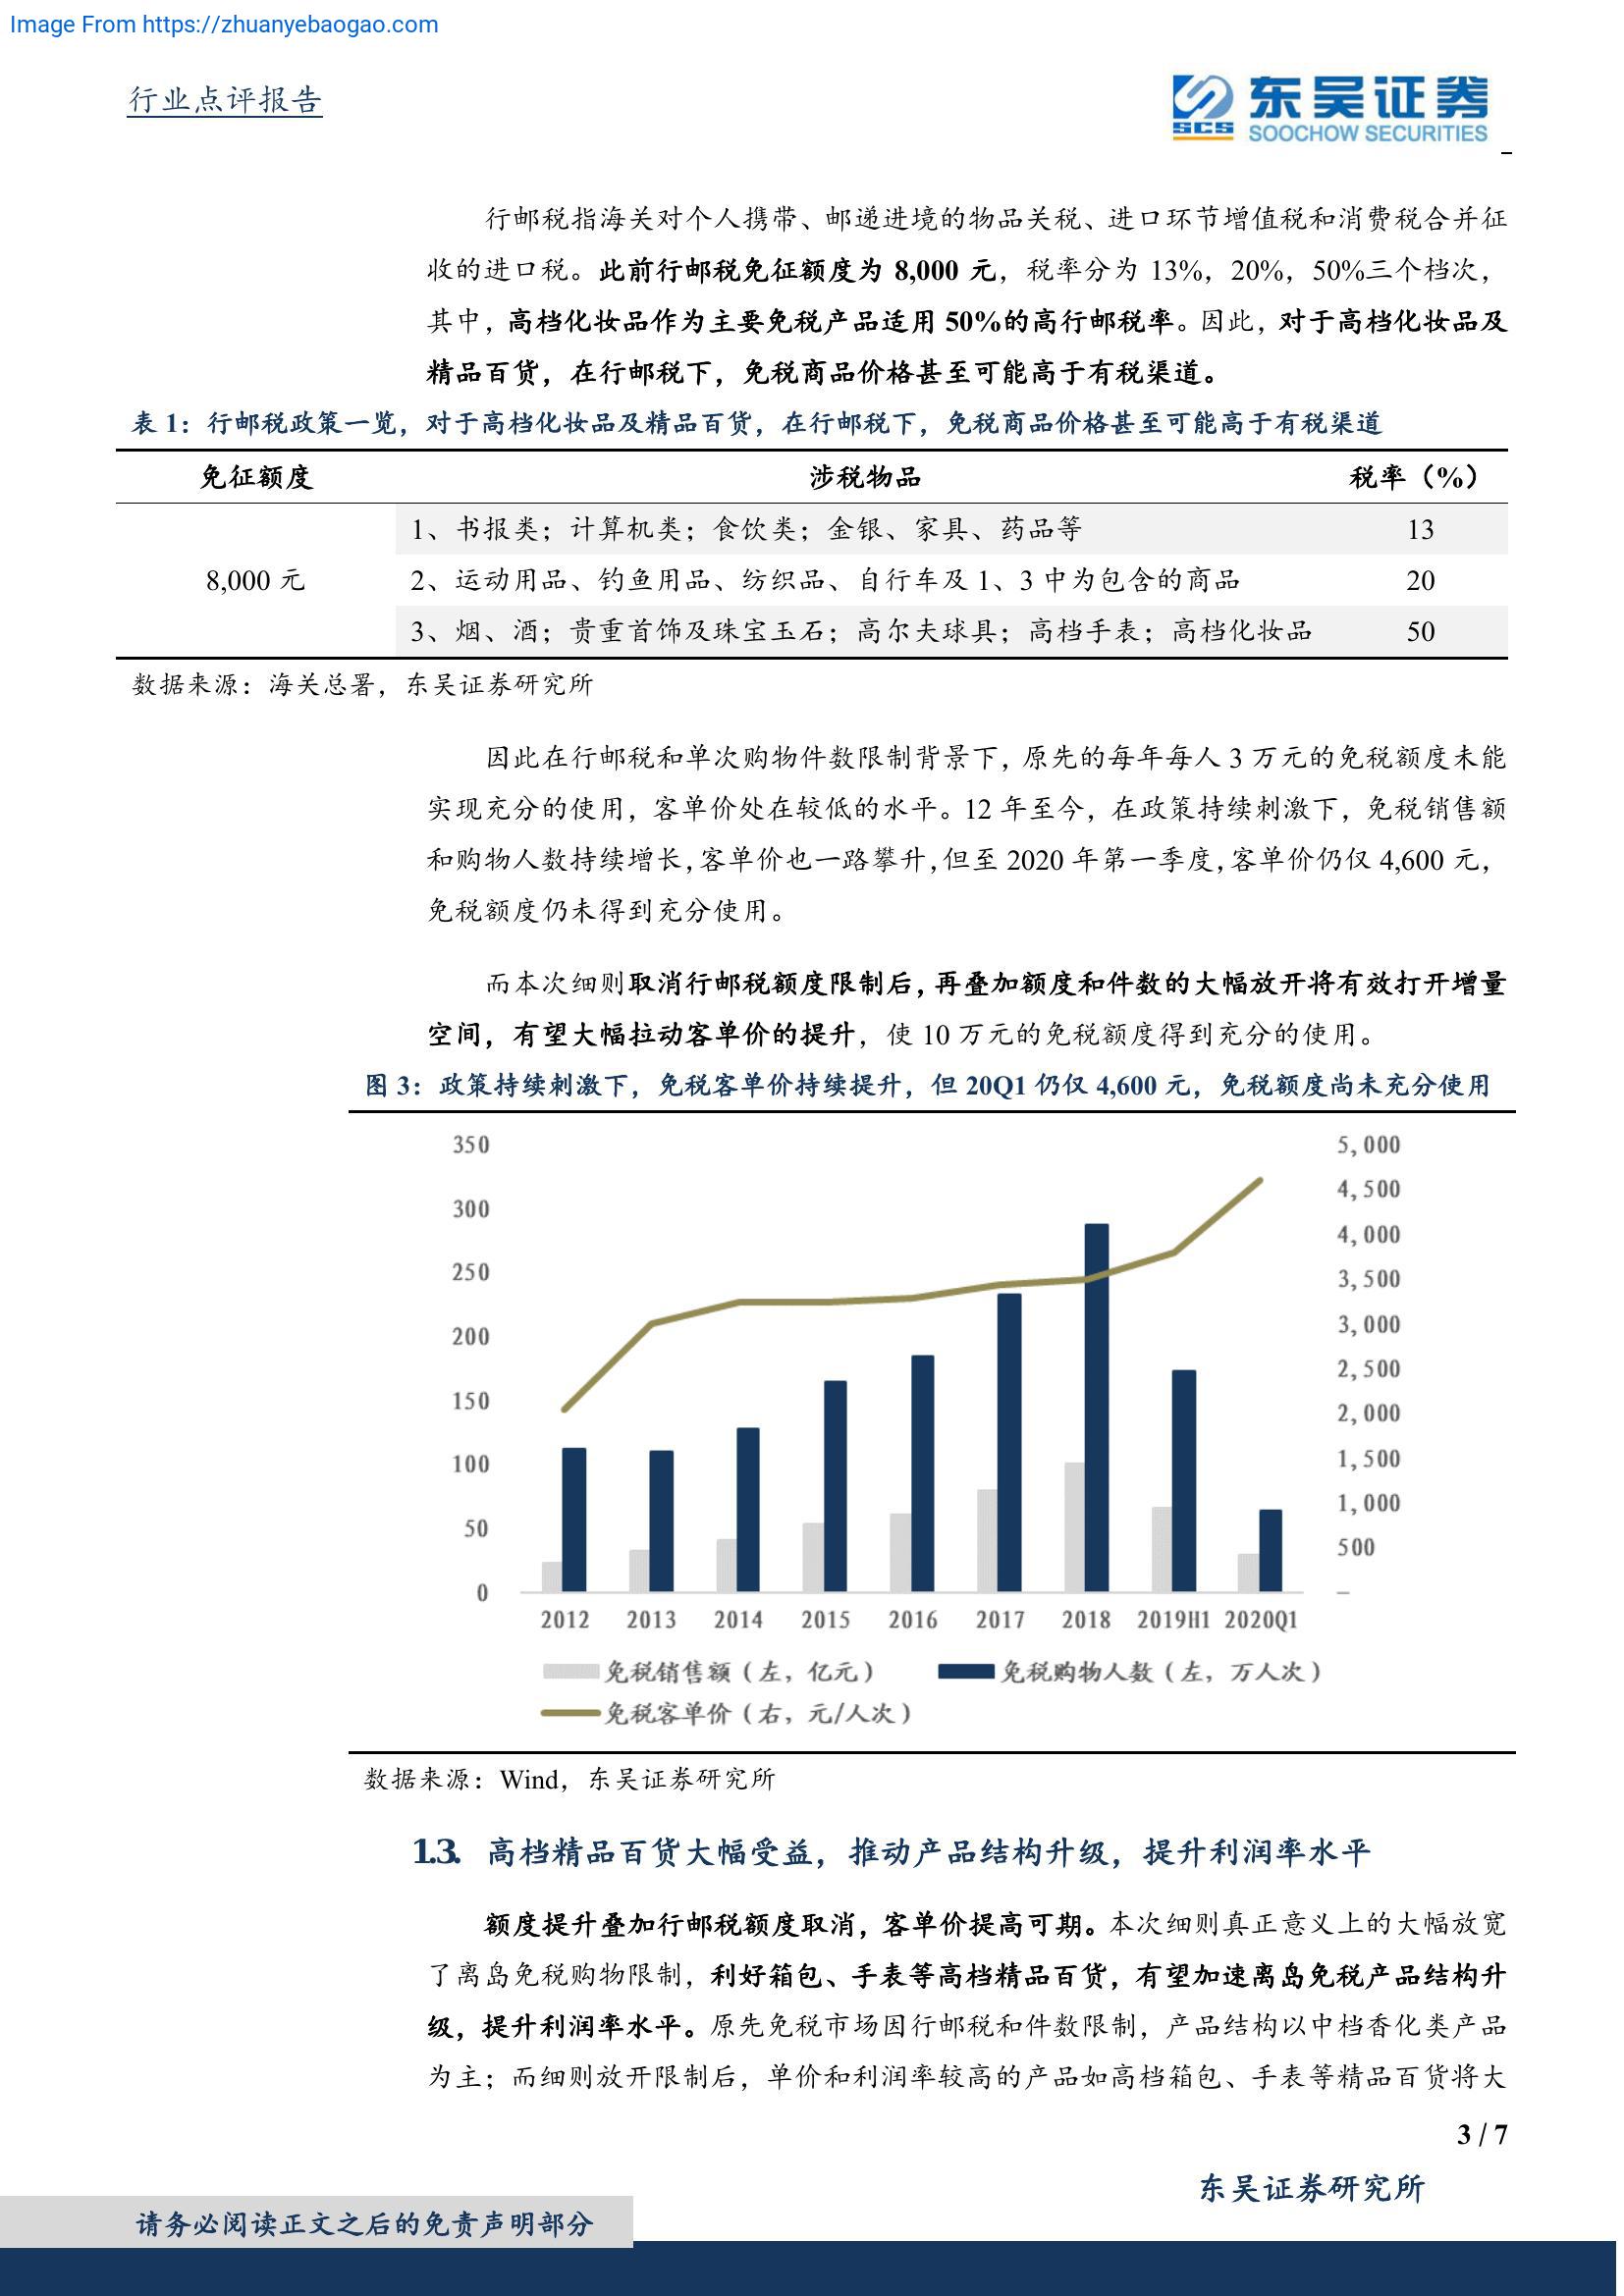 Image From https://zhuanyebaogao.com
行业点评报告
东吴证券
SCS
SOOCHOW SECURITIES
行邮税指海关对个人携带、邮递进境的物品关税、进口环节增值税和消费税合并征
收的进口税。此前行邮税免征额度为 8,000 元，税率分为 13%，20%，50%三个档次，
其中，高档化妆品作为主要免税产品适用 50%的高行邮税率。因此，对于高档化妆品及
精品百货，在行邮税下，免税商品价格甚至可能高于有税渠道。
表 1：行邮税政策一览，对于高档化妆品及精品百货，在行邮税下，免税商品价格甚至可能高于有税渠道
免征额度 涉税物品 税率（%）
1、书报类；计算机类；食饮类；金银、家具、药品等 13
8,000 元 2、运动用品、钓鱼用品、纺织品、自行车及 1、3 中为包含的商品 20
3、烟、酒；贵重首饰及珠宝玉石；高尔夫球具；高档手表；高档化妆品 50
数据来源：海关总署，东吴证券研究所
因此在行邮税和单次购物件数限制背景下，原先的每年每人 3 万元的免税额度未能
实现充分的使用，客单价处在较低的水平。12 年至今，在政策持续刺激下，免税销售额
和购物人数持续增长，客单价也一路攀升，但至 2020 年第一季度，客单价仍仅 4,600 元，
免税额度仍未得到充分使用。
而本次细则取消行邮税额度限制后，再叠加额度和件数的大幅放开将有效打开增量
空间，有望大幅拉动客单价的提升，使 10 万元的免税额度得到充分的使用。
图 3：政策持续刺激下，免税客单价持续提升，但 20Q1 仍仅 4,600 元，免税额度尚未充分使用
350 5,000
300 4,500
250 4,000
200 3,500
150 3,000
100 2,500
50 2,000
0 1,500
1,000
500
–
2012 2013 2014 2015 2016 2017 2018 2019H1 2020Q1
免税销售额（左，亿元） 免税购物人数（左，万人次）
免税客单价（右，元/人次）
数据来源：Wind，东吴证券研究所
1.3. 高档精品百货大幅受益，推动产品结构升级，提升利润率水平
额度提升叠加行邮税额度取消，客单价提高可期。本次细则真正意义上的大幅放宽
了离岛免税购物限制，利好箱包、手表等高档精品百货，有望加速离岛免税产品结构升
级，提升利润率水平。原先免税市场因行邮税和件数限制，产品结构以中档香化类产品
为主；而细则放开限制后，单价和利润率较高的产品如高档箱包、手表等精品百货将大
3 / 7
东吴证券研究所
请务必阅读正文之后的免责声明部分